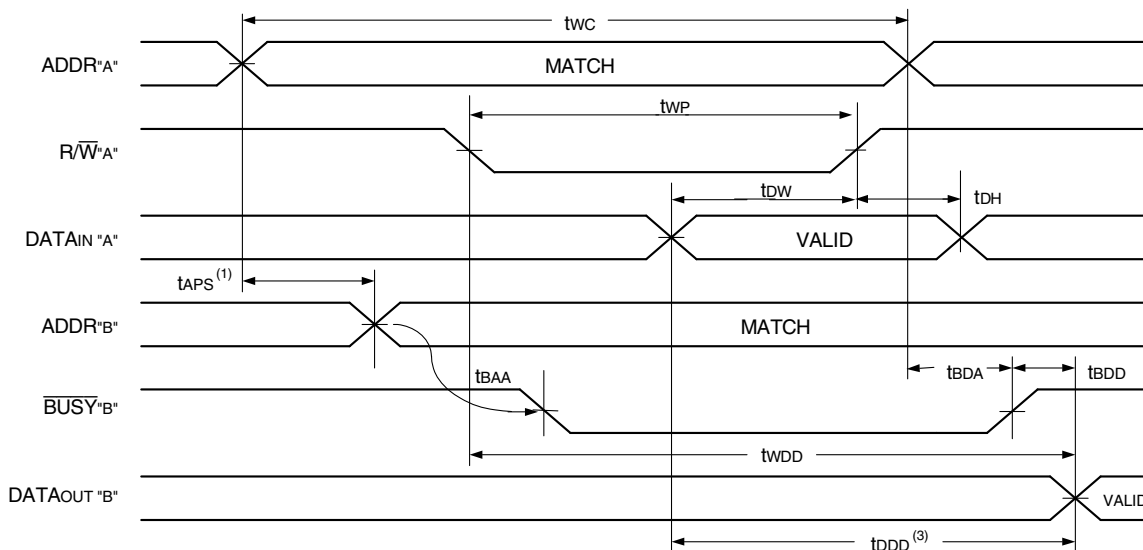 tWC
ADDR"A" MATCH
tWP
R/W̅"A"
tDW tDH
DATAIN "A" VALID
tAPS (1)
ADDR"B" MATCH
tBAA tBDA tBDD
B̅U̅S̅Y̅"B"
tWDD
DATAOUT "B" VALID
tDDD (3)